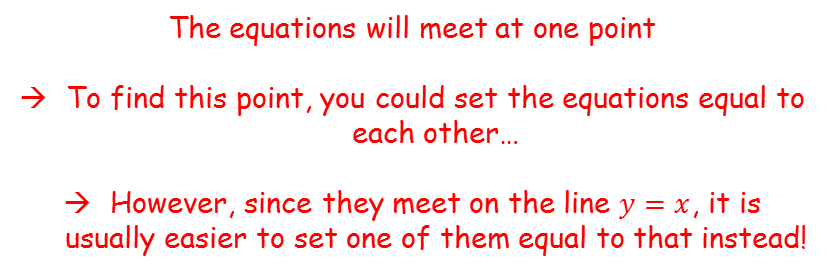 The equations will meet at one point
→ To find this point, you could set the equations equal to
each other…
→ However, since they meet on the line y = x, it is
usually easier to set one of them equal to that instead!